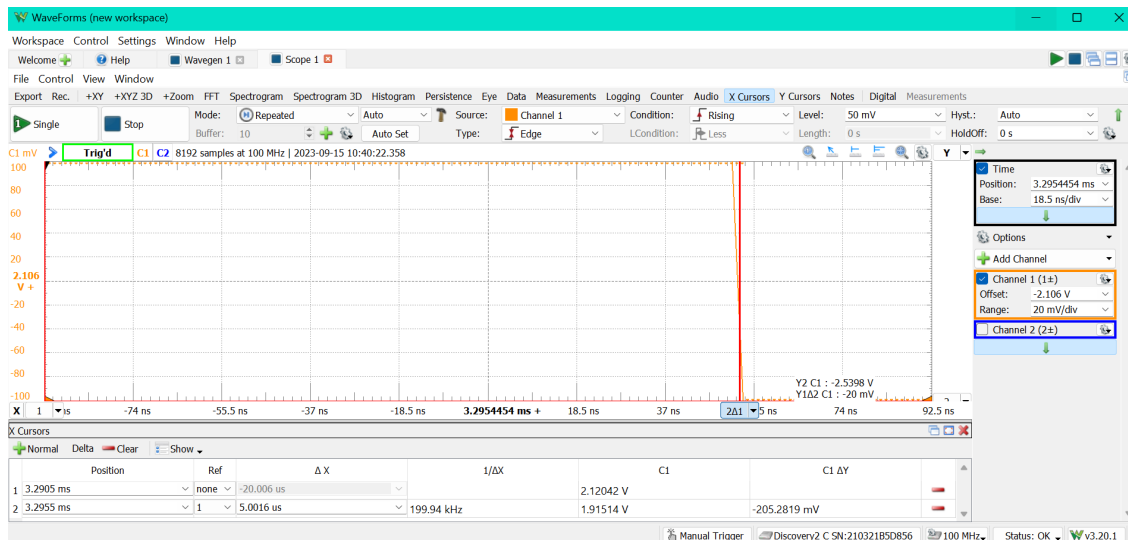 WaveForms (new workspace)
Workspace Control Settings Window Help
Welcome Help Wavegen 1 Scope 1
File Control View Window
Export Rec. +XY +XYZ 3D +Zoom FFT Spectrogram Spectrogram 3D Histogram Persistence Eye Data Measurements Logging Counter Audio X Cursors Y Cursors Notes Digital Measurements
Single Stop Mode: Repeated Auto Source: Channel 1 Condition: Rising Level: 50 mV Hyst.: Auto
Buffer: 10 Auto Set Type: Edge LCondition: Less Length: 0 s HoldOff: 0 s
C1 mV Trig'd C1 C2 8192 samples at 100 MHz | 2023-09-15 10:40:22.358 Y
100
80
60
40
20
2.106
V +
-20
-40
-60
-80
-100
Y2 C1 : -2.5398 V
Y1Δ2 C1 : -20 mV
X 1 -74 ns -55.5 ns -37 ns -18.5 ns 3.2954454 ms + 18.5 ns 37 ns 2Δ1 5 ns 74 ns 92.5 ns
Time
Position: 3.2954454 ms
Base: 18.5 ns/div
Options
Add Channel
Channel 1 (1±)
Offset: -2.106 V
Range: 20 mV/div
Channel 2 (2±)
X Cursors
Normal Delta Clear Show
Position Ref Δ X 1/ΔX C1 C1 ΔY
1 3.2905 ms none -20.006 us 2.12042 V
2 3.2955 ms 1 5.0016 us 199.94 kHz 1.91514 V -205.2819 mV
Manual Trigger Discovery2 C SN:210321B5D856 100 MHz Status: OK v3.20.1